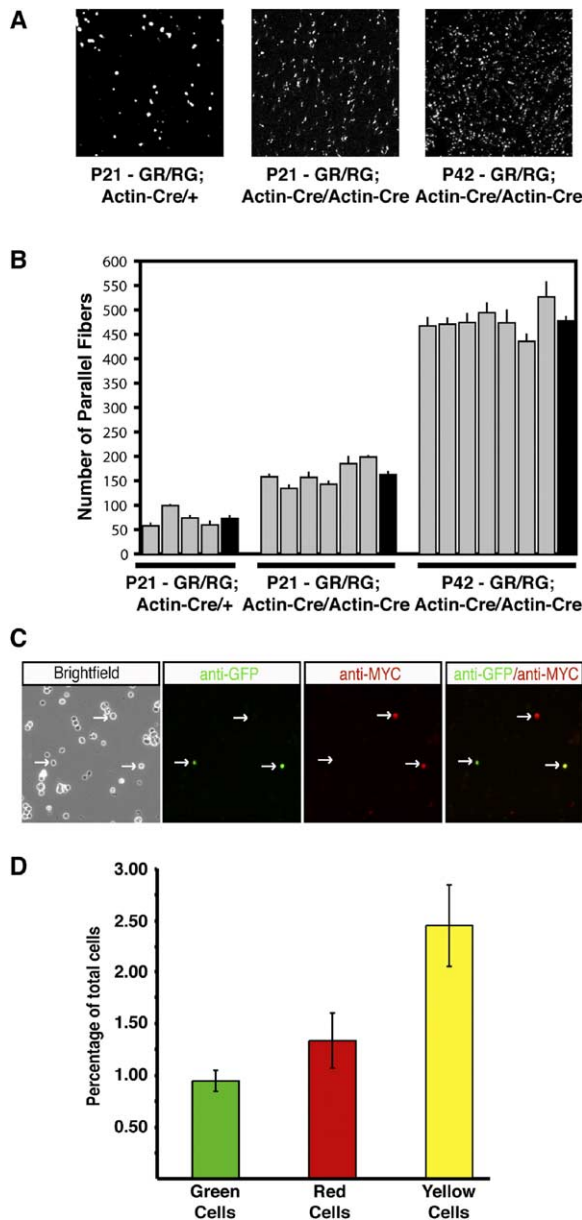 A
P21 - GR/RG;
Actin-Cre/+
P21 - GR/RG;
Actin-Cre/Actin-Cre
P42 - GR/RG;
Actin-Cre/Actin-Cre
B
Number of Parallel Fibers
600
550
500
450
400
350
300
250
200
150
100
50
0
P21 - GR/RG;
Actin-Cre/+
P21 - GR/RG;
Actin-Cre/Actin-Cre
P42 - GR/RG;
Actin-Cre/Actin-Cre
C
Brightfield
anti-GFP
anti-MYC
anti-GFP/anti-MYC
D
Percentage of total cells
3.00
2.50
2.00
1.50
1.00
0.50
Green
Cells
Red
Cells
Yellow
Cells